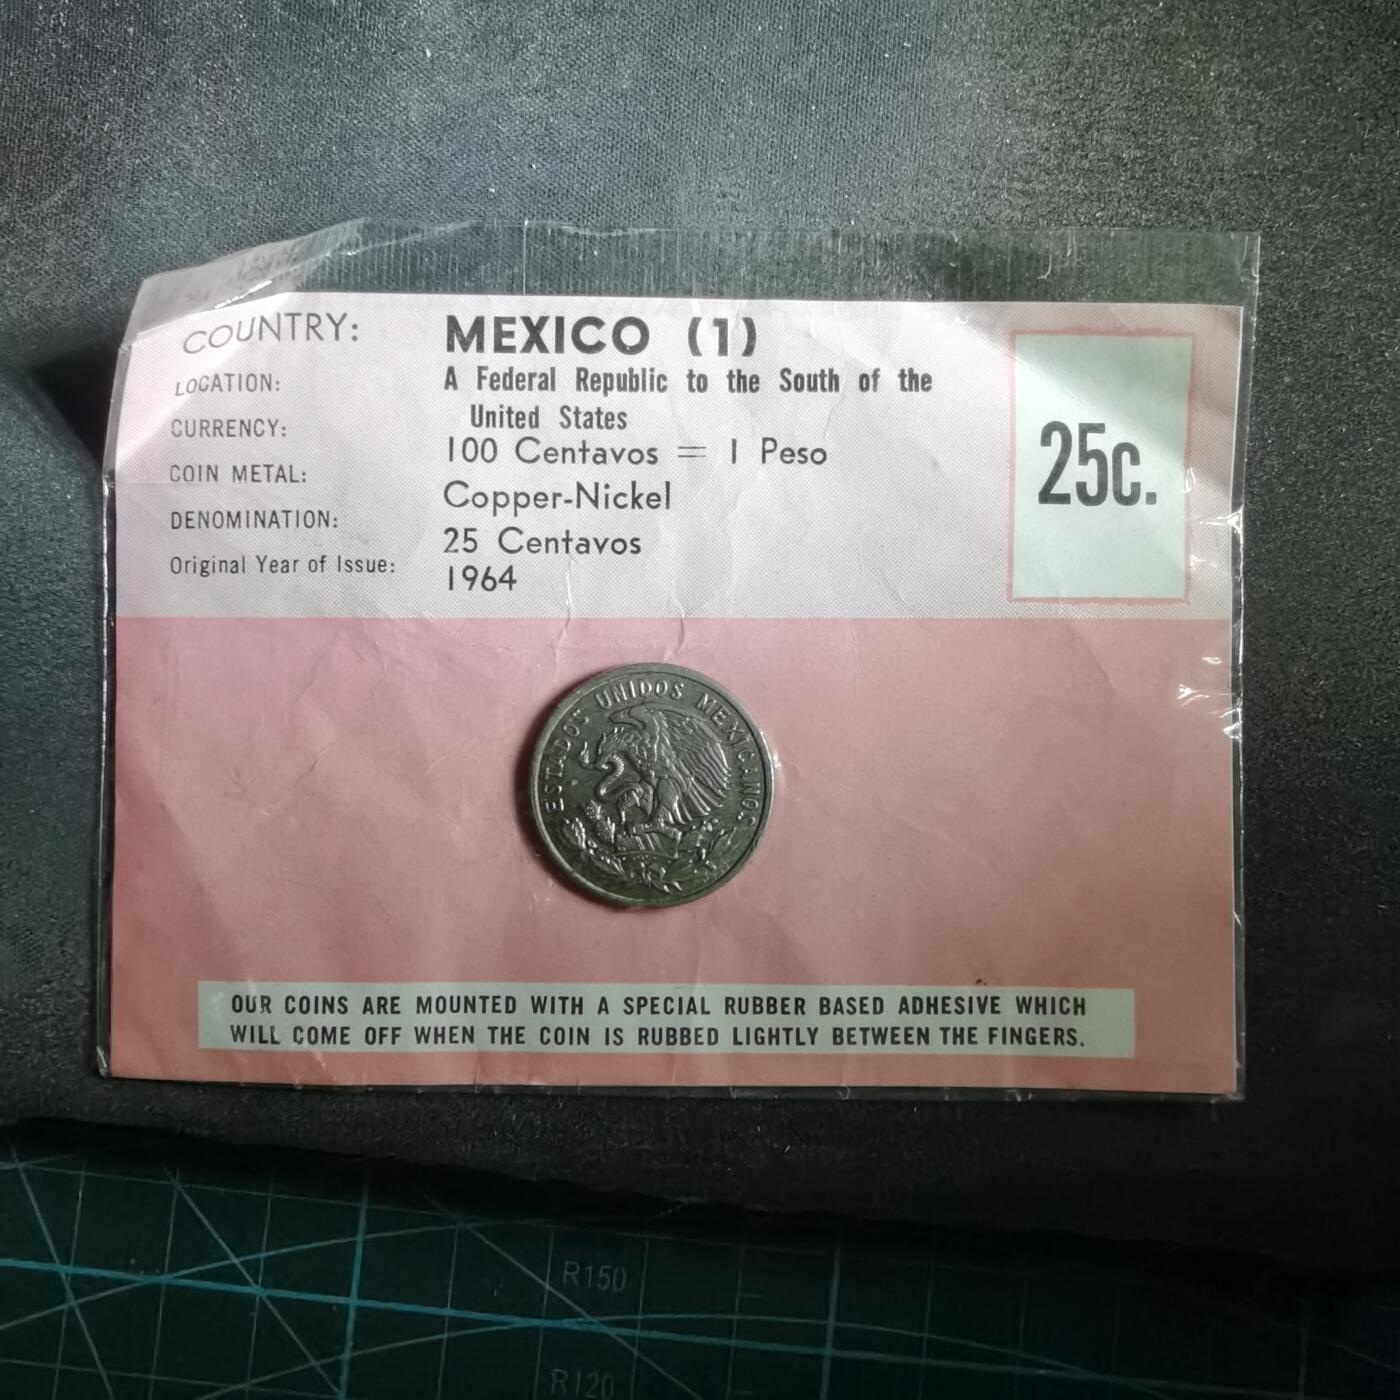 COUNTRY: MEXICO (1)
LOCATION: A Federal Republic to the South of the
United States
CURRENCY: 100 Centavos = 1 Peso
COIN METAL: Copper-Nickel
DENOMINATION: 25 Centavos
Original Year of Issue: 1964
25c.
ESTADOS UNIDOS MEXICANOS
OUR COINS ARE MOUNTED WITH A SPECIAL RUBBER BASED ADHESIVE WHICH
WILL COME OFF WHEN THE COIN IS RUBBED LIGHTLY BETWEEN THE FINGERS.
R150
R120